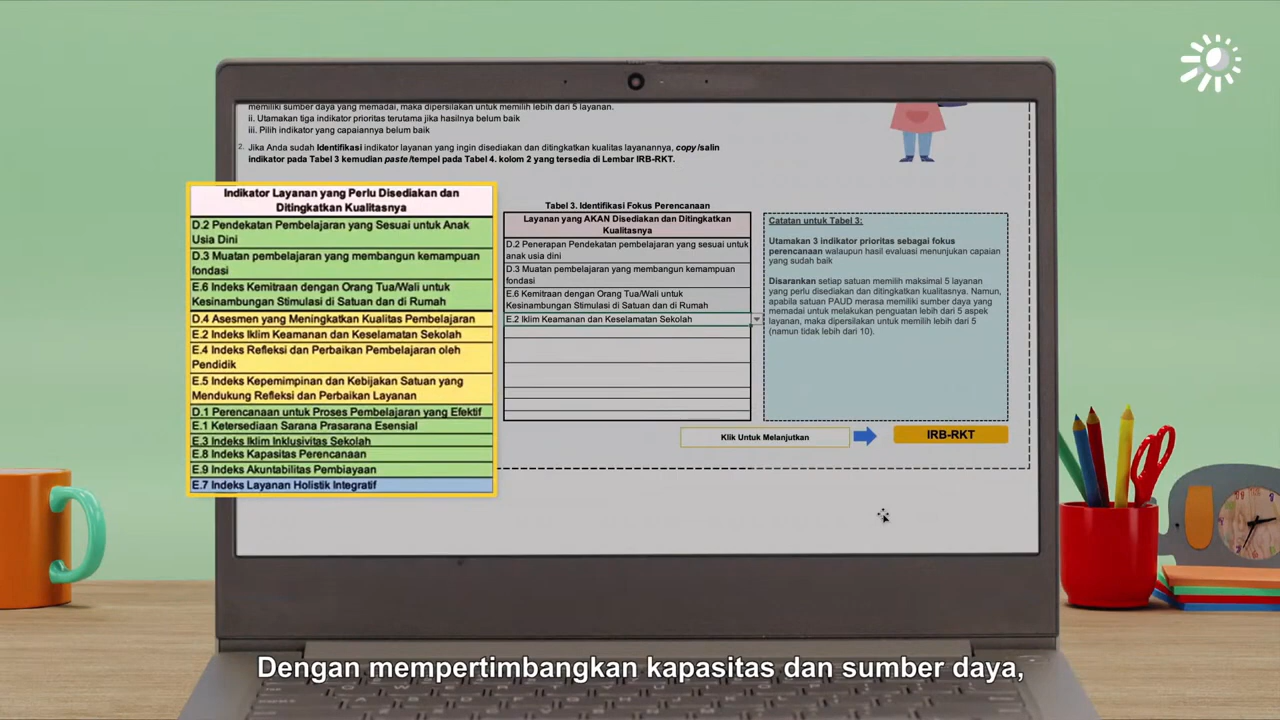 memiliki sumber daya yang memadai, maka dipersilakan untuk memilih lebih dari 5 layanan.
ii. Utamakan tiga indikator prioritas terutama jika hasilnya belum baik
iii. Pilih indikator yang capaiannya belum baik
2. Jika Anda sudah Identifikasi indikator layanan yang ingin disediakan dan ditingkatkan kualitas layanannya, copy/salin
indikator pada Tabel 3 kemudian paste/tempel pada Tabel 4. kolom 2 yang tersedia di Lembar IRB-RKT.
Indikator Layanan yang Perlu Disediakan dan
Ditingkatkan Kualitasnya
D.2 Pendekatan Pembelajaran yang Sesuai untuk Anak
Usia Dini
D.3 Muatan pembelajaran yang membangun kemampuan
fondasi
E.6 Indeks Kemitraan dengan Orang Tua/Wali untuk
Kesinambungan Stimulasi di Satuan dan di Rumah
D.4 Asesmen yang Meningkatkan Kualitas Pembelajaran
E.2 Indeks Iklim Keamanan dan Keselamatan Sekolah
E.4 Indeks Refleksi dan Perbaikan Pembelajaran oleh
Pendidik
E.5 Indeks Kepemimpinan dan Kebijakan Satuan yang
Mendukung Refleksi dan Perbaikan Layanan
D.1 Perencanaan untuk Proses Pembelajaran yang Efektif
E.1 Ketersediaan Sarana Prasarana Esensial
E.3 Indeks Iklim Inklusivitas Sekolah
E.8 Indeks Kapasitas Perencanaan
E.9 Indeks Akuntabilitas Pembiayaan
E.7 Indeks Layanan Holistik Integratif
Tabel 3. Identifikasi Fokus Perencanaan
Layanan yang AKAN Disediakan dan Ditingkatkan
Kualitasnya
D.2 Penerapan Pendekatan pembelajaran yang sesuai untuk
anak usia dini
D.3 Muatan pembelajaran yang membangun kemampuan
fondasi
E.6 Kemitraan dengan Orang Tua/Wali untuk
Kesinambungan Stimulasi di Satuan dan di Rumah
E.2 Iklim Keamanan dan Keselamatan Sekolah
Catatan untuk Tabel 3:
Utamakan 3 indikator prioritas sebagai fokus
perencanaan walaupun hasil evaluasi menunjukan capaian
yang sudah baik
Disarankan setiap satuan memilih maksimal 5 layanan
yang perlu disediakan dan ditingkatkan kualitasnya. Namun,
apabila satuan PAUD merasa memiliki sumber daya yang
memadai untuk melakukan penguatan lebih dari 5 aspek
layanan, maka dipersilakan untuk memilih lebih dari 5
(namun tidak lebih dari 10).
Klik Untuk Melanjutkan
IRB-RKT
Dengan mempertimbangkan kapasitas dan sumber daya,